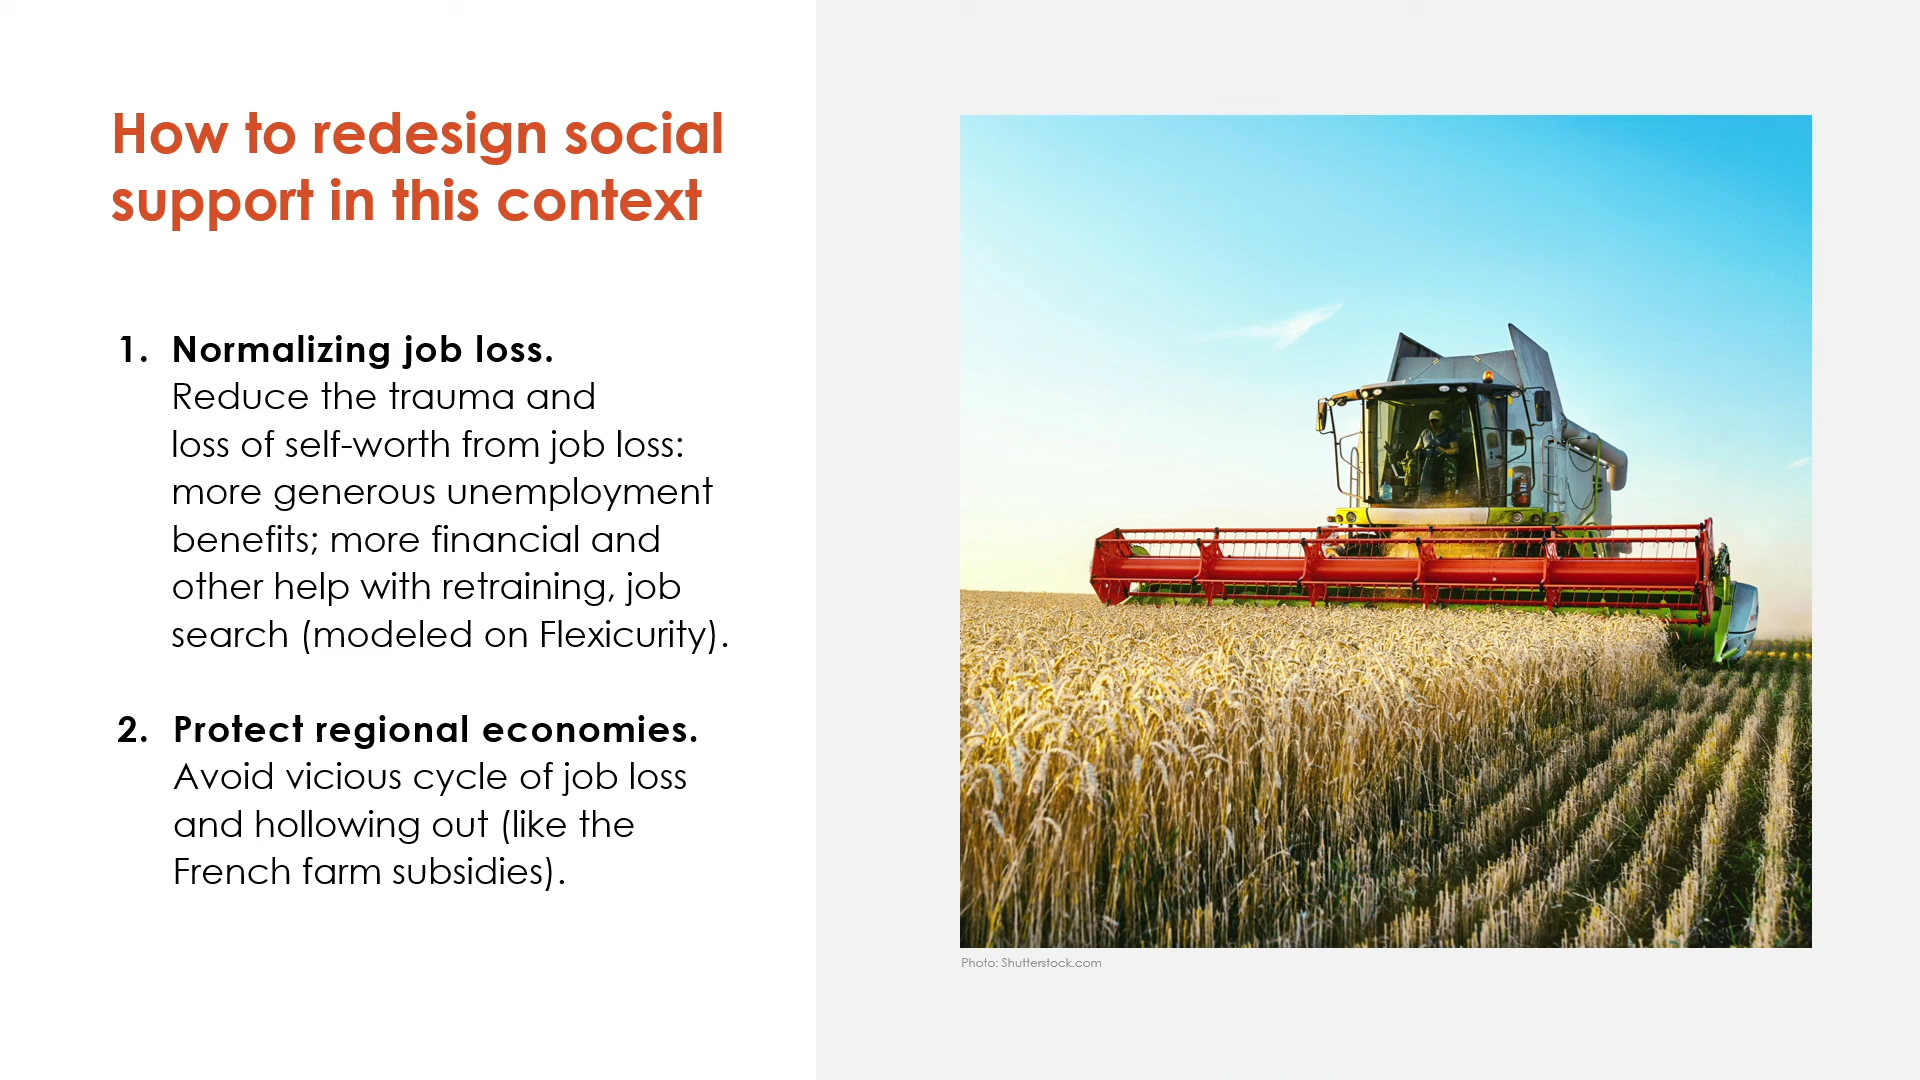 How to redesign social
support in this context
1. Normalizing job loss.
Reduce the trauma and
loss of self-worth from job loss:
more generous unemployment
benefits; more financial and
other help with retraining, job
search (modeled on Flexicurity).
2. Protect regional economies.
Avoid vicious cycle of job loss
and hollowing out (like the
French farm subsidies).
Photo: Shutterstock.com